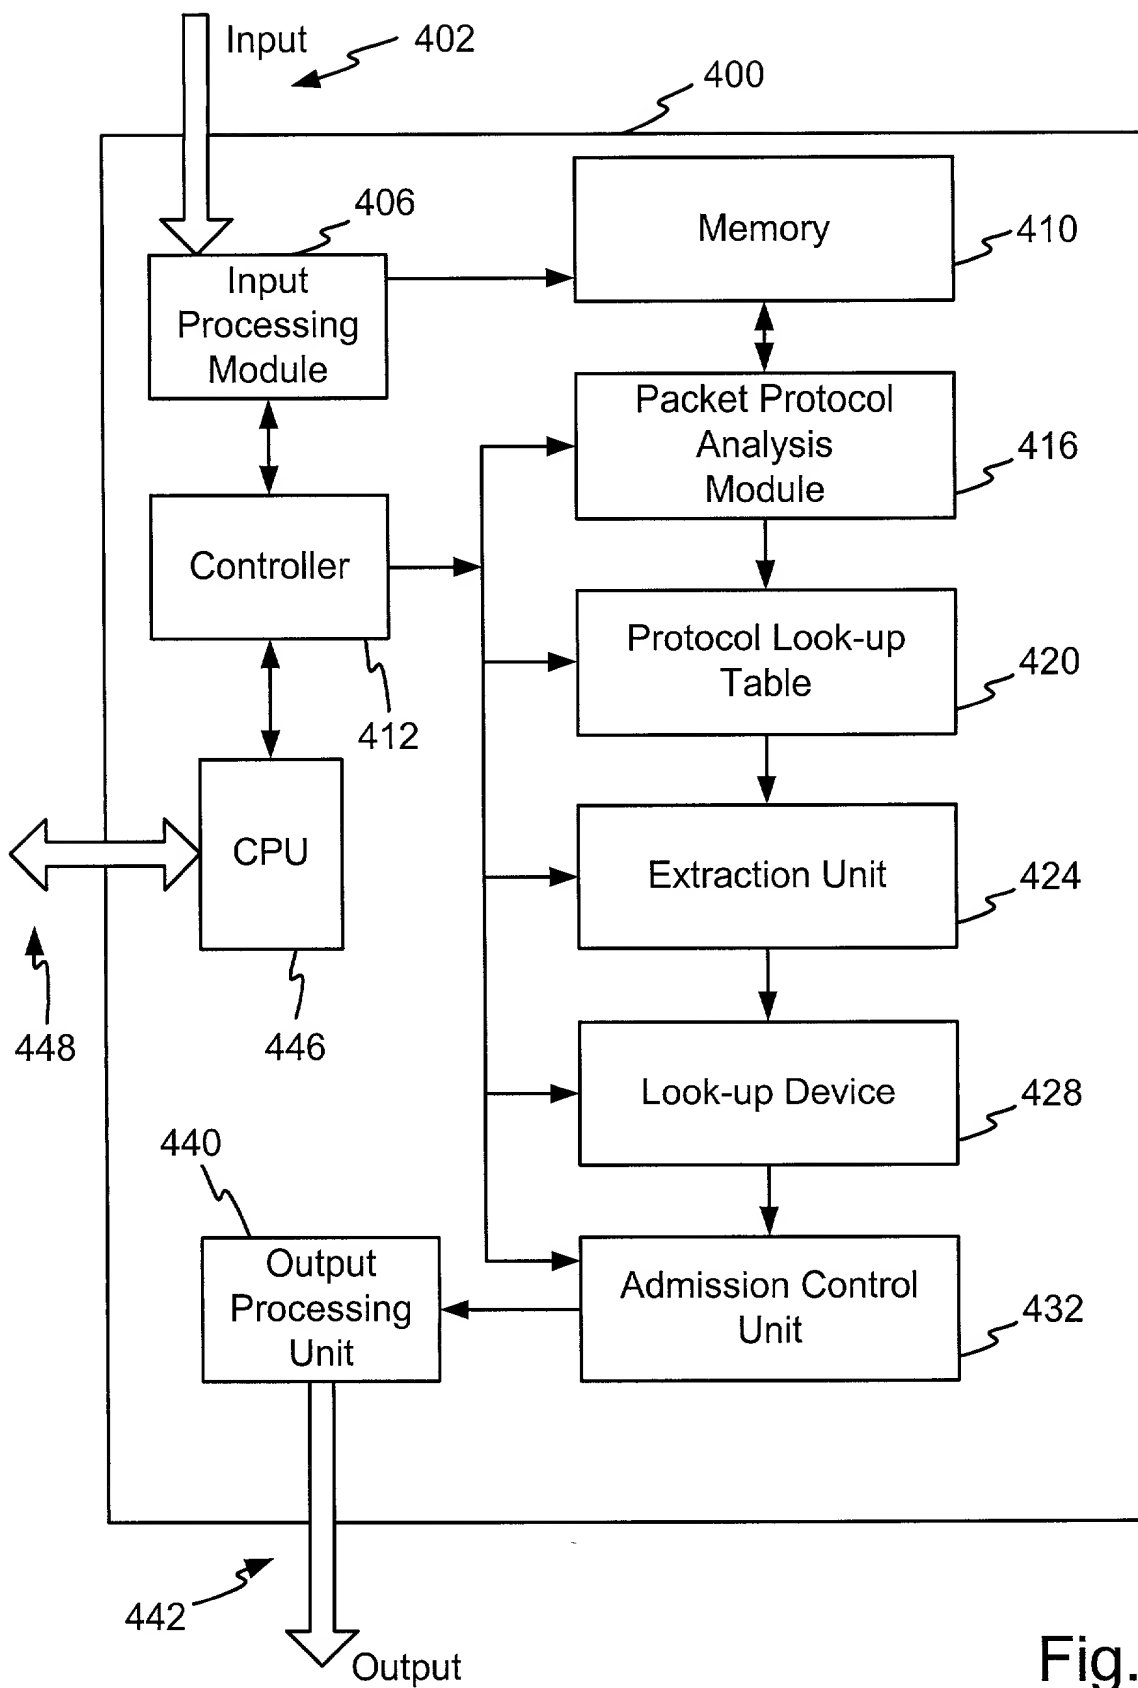 Input
402
400
406
Memory
410
Input
Processing
Module
Packet Protocol
Analysis
Module
416
Controller
412
Protocol Look-up
Table
420
CPU
446
448
Extraction Unit
424
Look-up Device
428
440
Output
Processing
Unit
Admission Control
Unit
432
442
Output
Fig.